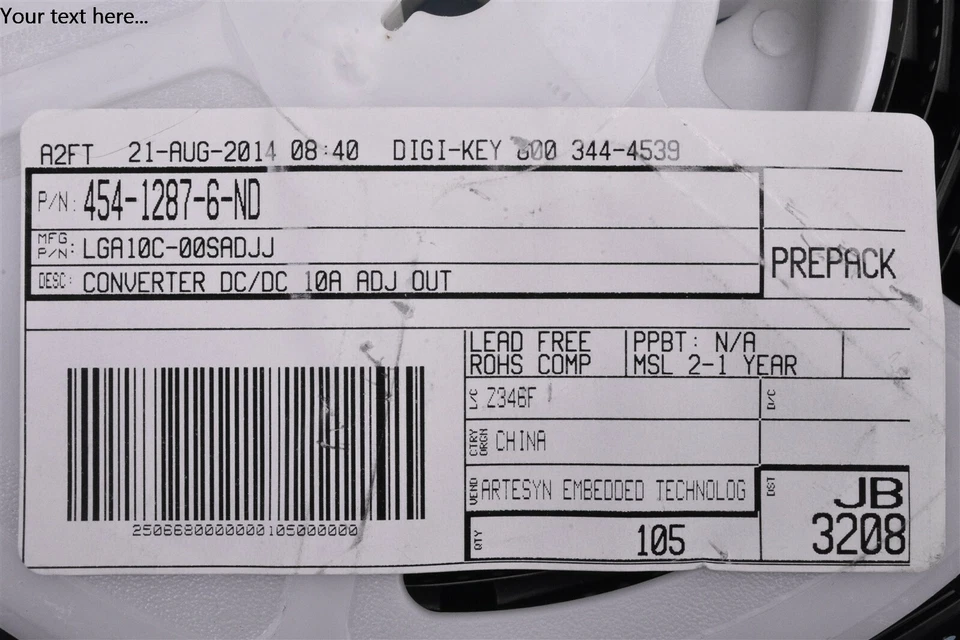 Your text here...
A2FT 21-AUG-2014 08:40 DIGI-KEY 800 344-4539
P/N: 454-1287-6-ND
MFG P/N: LGA10C-00SADJJ
DESC: CONVERTER DC/DC 10A ADJ OUT
PREPACK
LEAD FREE
ROHS COMP
PPBT: N/A
MSL 2-1 YEAR
L/C Z346F
D/C
CTRY ORGN CHINA
VEND ARTESYN EMBEDDED TECHNOLOG
QTY 105
DST JB
3208
2506680000000105000000